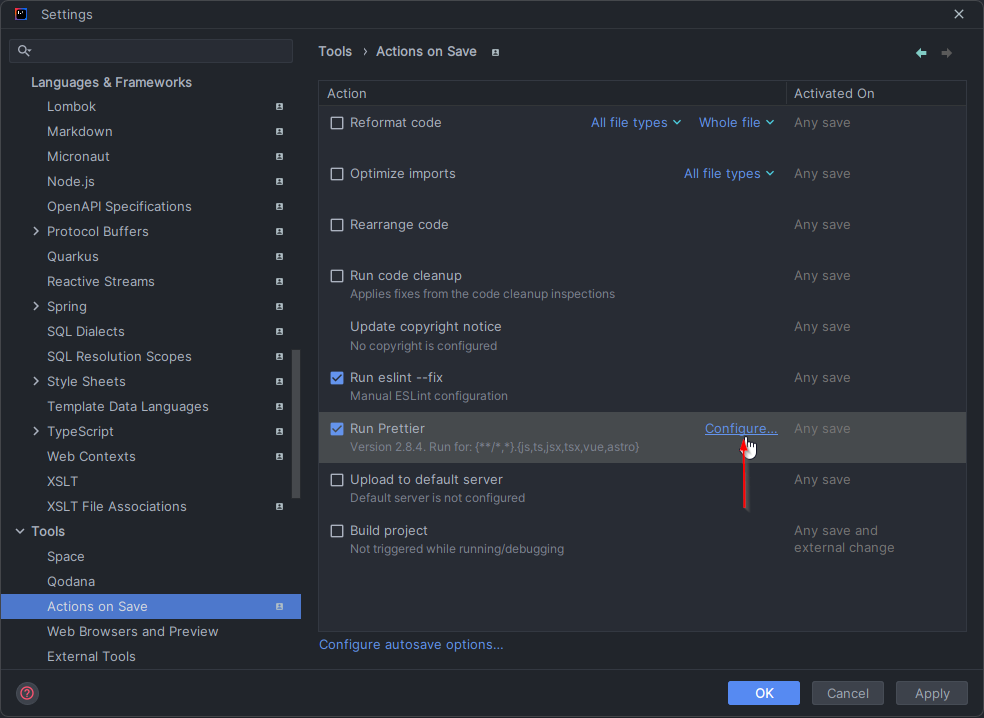 Settings
Tools › Actions on Save
Languages & Frameworks
Lombok
Markdown
Micronaut
Node.js
OpenAPI Specifications
Protocol Buffers
Quarkus
Reactive Streams
Spring
SQL Dialects
SQL Resolution Scopes
Style Sheets
Template Data Languages
TypeScript
Web Contexts
XSLT
XSLT File Associations
Tools
Space
Qodana
Actions on Save
Web Browsers and Preview
External Tools
Action Activated On
Reformat code All file types Whole file Any save
Optimize imports All file types Any save
Rearrange code Any save
Run code cleanup Any save
Applies fixes from the code cleanup inspections
Update copyright notice Any save
No copyright is configured
Run eslint --fix Any save
Manual ESLint configuration
Run Prettier Configure... Any save
Version 2.8.4. Run for: {**/*,*}.{js,ts,jsx,tsx,vue,astro}
Upload to default server Any save
Default server is not configured
Build project Any save and
Not triggered while running/debugging external change
Configure autosave options...
? OK Cancel Apply